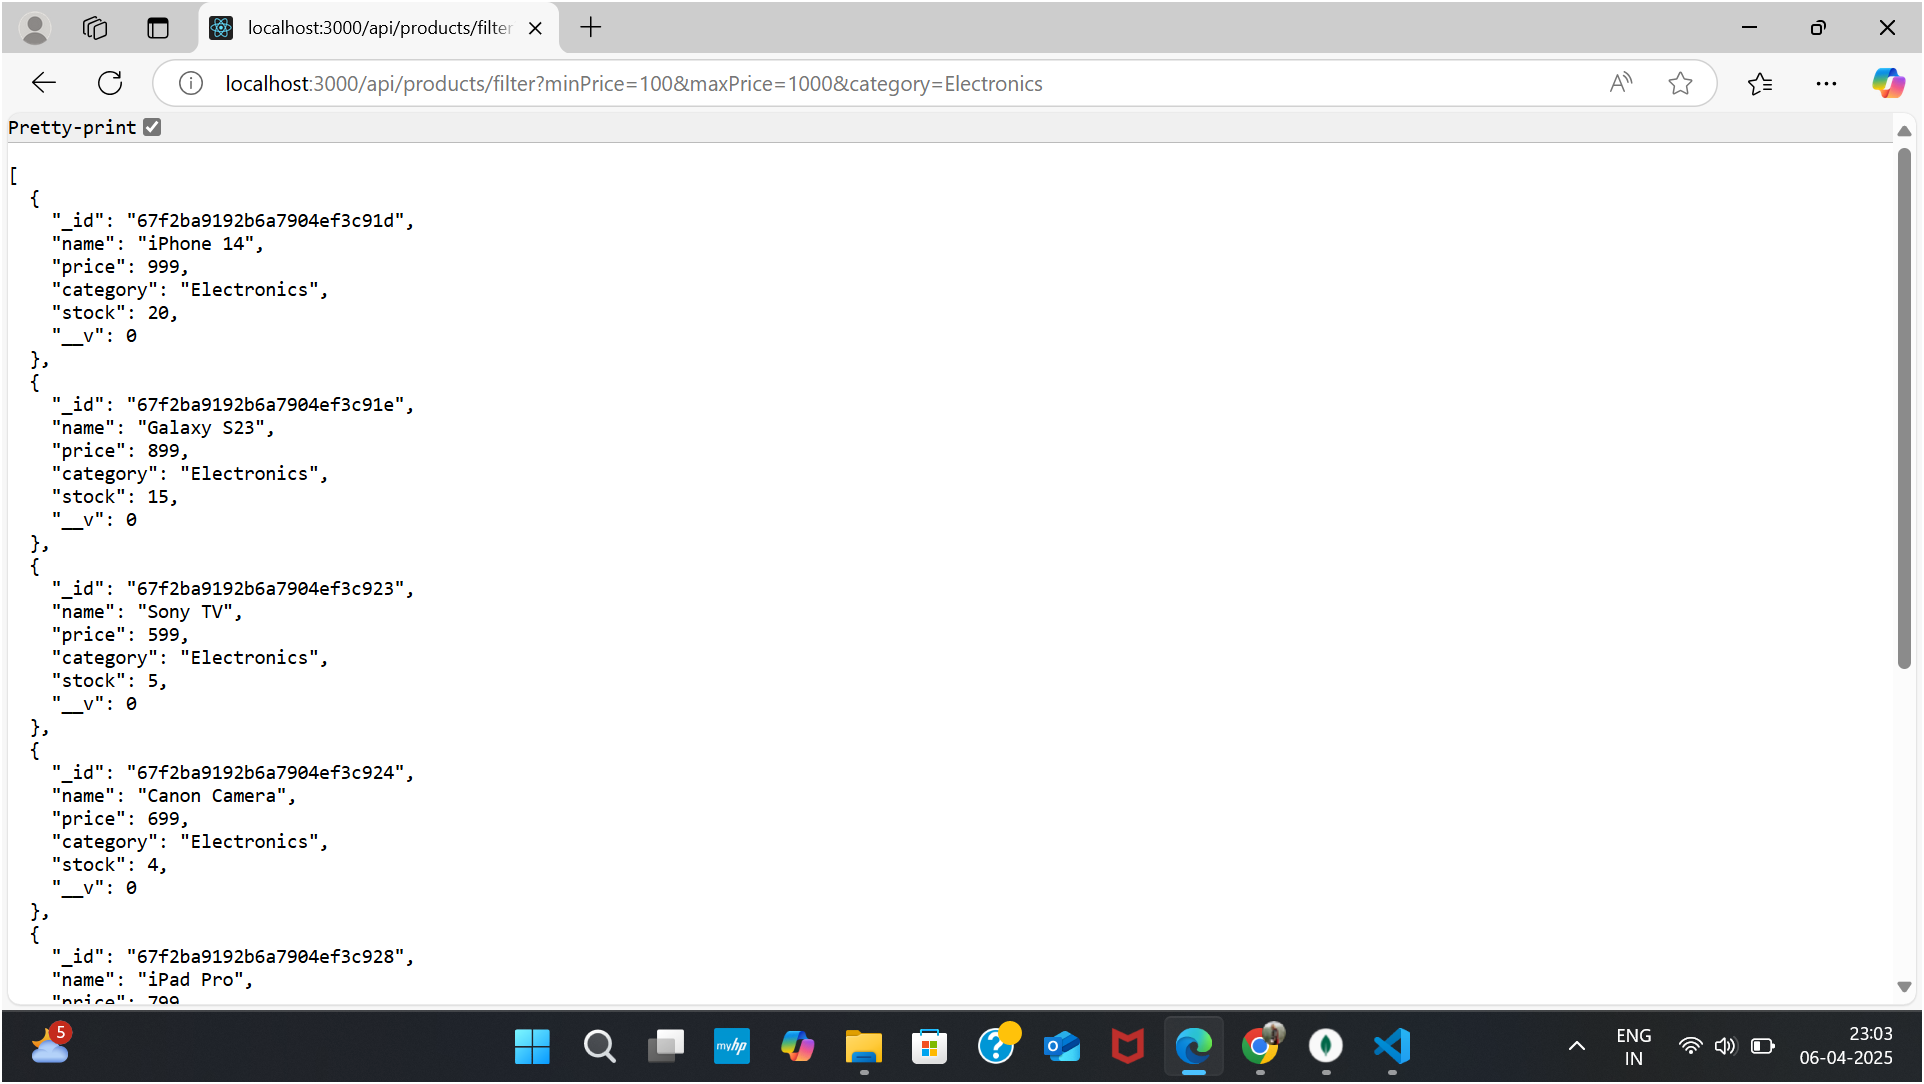 localhost:3000/api/products/filter
localhost:3000/api/products/filter?minPrice=100&maxPrice=1000&category=Electronics
Pretty-print
[
  {
    "_id": "67f2ba9192b6a7904ef3c91d",
    "name": "iPhone 14",
    "price": 999,
    "category": "Electronics",
    "stock": 20,
    "__v": 0
  },
  {
    "_id": "67f2ba9192b6a7904ef3c91e",
    "name": "Galaxy S23",
    "price": 899,
    "category": "Electronics",
    "stock": 15,
    "__v": 0
  },
  {
    "_id": "67f2ba9192b6a7904ef3c923",
    "name": "Sony TV",
    "price": 599,
    "category": "Electronics",
    "stock": 5,
    "__v": 0
  },
  {
    "_id": "67f2ba9192b6a7904ef3c924",
    "name": "Canon Camera",
    "price": 699,
    "category": "Electronics",
    "stock": 4,
    "__v": 0
  },
  {
    "_id": "67f2ba9192b6a7904ef3c928",
    "name": "iPad Pro",
    "price": 799
5
myhp
ENG
IN
23:03
06-04-2025